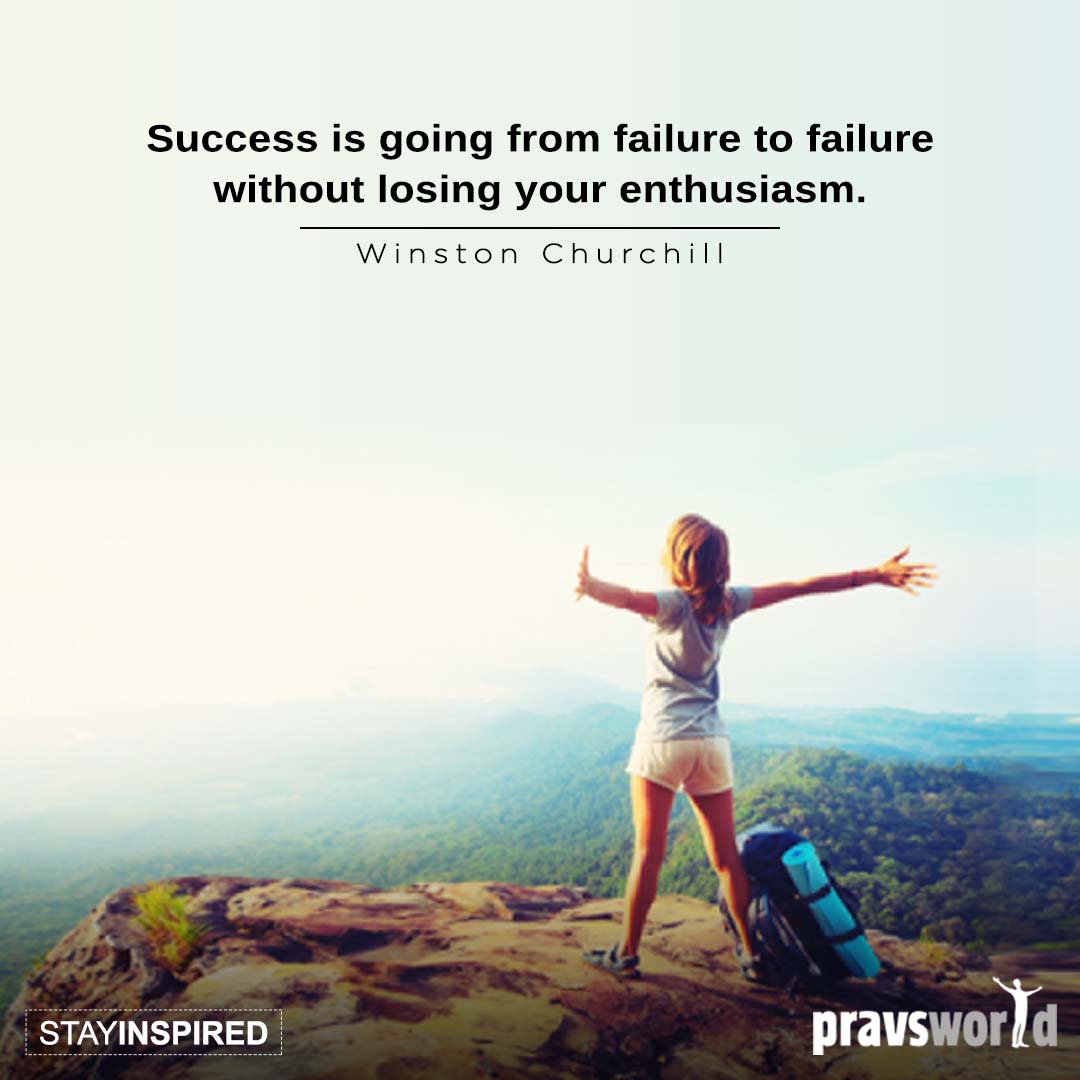 Success is going from failure to failure
without losing your enthusiasm.
Winston Churchill
STAYINSPIRED
pravsworld